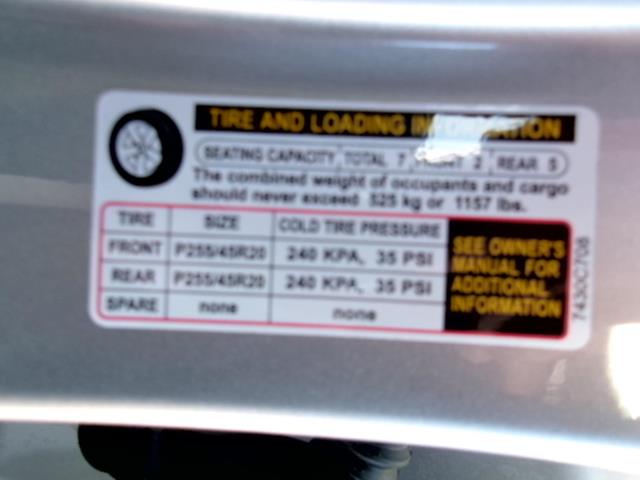 TIRE AND LOADING INFORMATION
SEATING CAPACITY TOTAL 7 FRONT 2 REAR 5
The combined weight of occupants and cargo
should never exceed 525 kg or 1157 lbs.
TIRE SIZE COLD TIRE PRESSURE
FRONT P255/45R20 240 KPA, 35 PSI
REAR P255/45R20 240 KPA, 35 PSI
SPARE none none
SEE OWNER'S
MANUAL FOR
ADDITIONAL
INFORMATION
7430C708